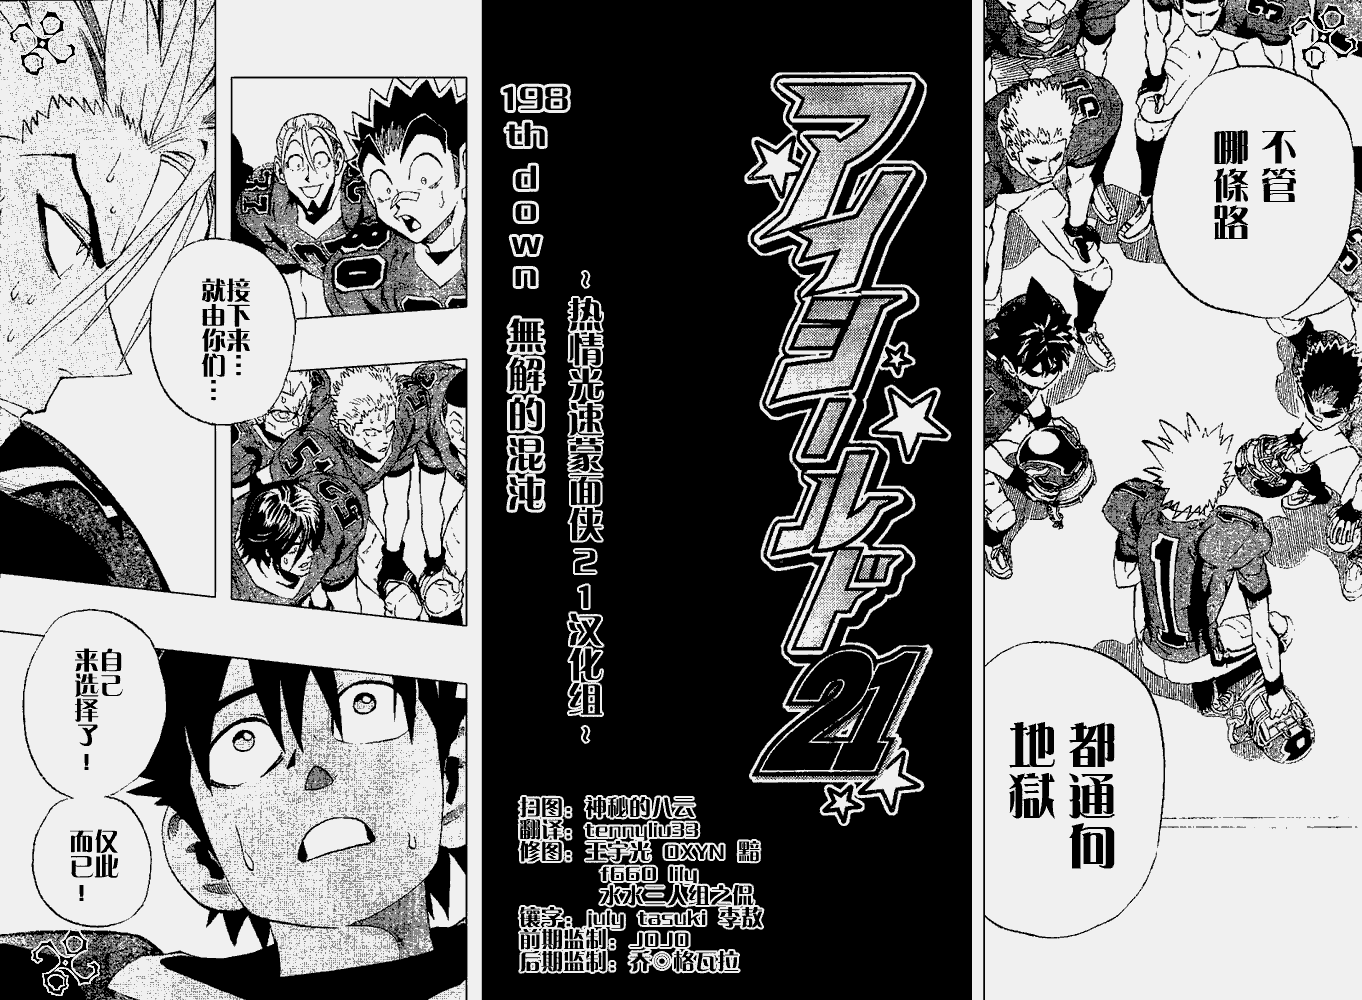 不管
哪條路
都通向
地獄
アイシールド
21
198th down 無解的混沌
~热情光速蒙面侠21汉化组~
扫图：神秘的八云
翻译：tennyliu33
修图：王宇光 OXYN 黯
f660 lily
水水三人组之侃
镶字：july tasuki 李敖
前期监制：JOJO
后期监制：乔◎格瓦拉
接下来…
就由你们…
自己
来选择了！
仅此
而已！
1